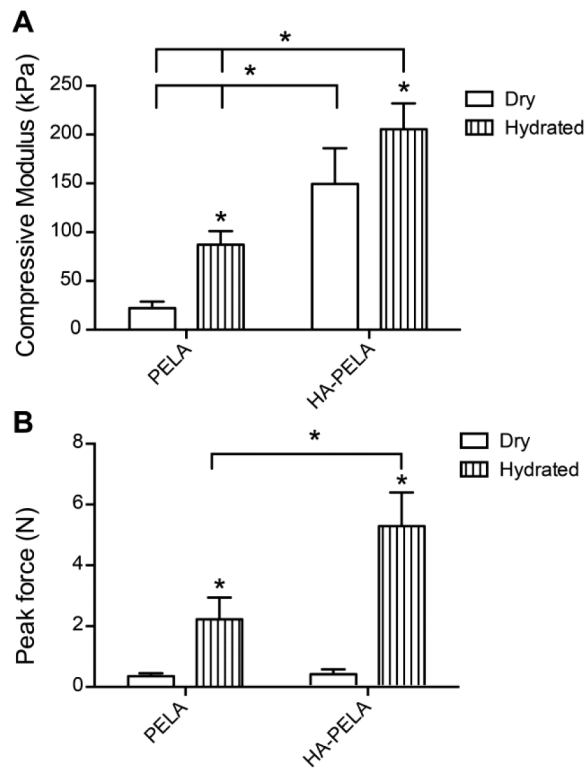 A
*
*
*
*
Compressive Modulus (kPa)
250
200
150
100
50
0
Dry
Hydrated
PELA
HA-PELA
B
*
*
*
Peak force (N)
8
6
4
2
0
Dry
Hydrated
PELA
HA-PELA